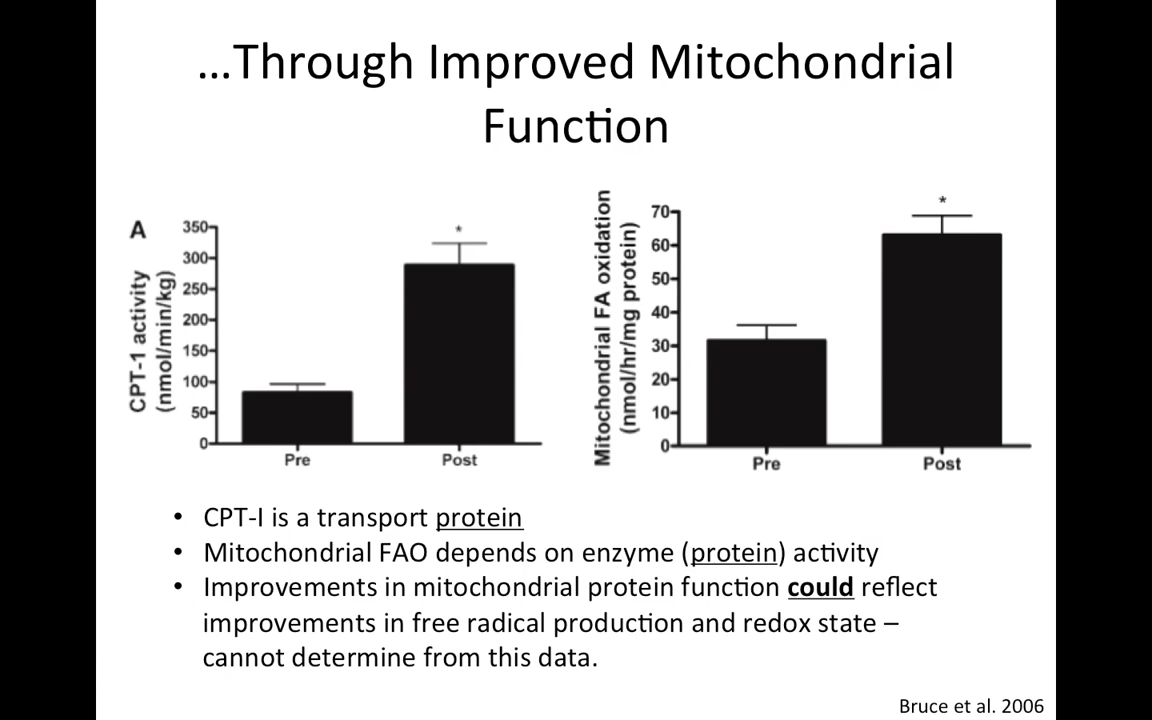 …Through Improved Mitochondrial
Function
A
CPT-1 activity
(nmol/min/kg)
350
300
250
200
150
100
50
0
*
Pre
Post
Mitochondrial FA oxidation
(nmol/hr/mg protein)
70
60
50
40
30
20
10
0
*
Pre
Post
• CPT-I is a transport protein
• Mitochondrial FAO depends on enzyme (protein) activity
• Improvements in mitochondrial protein function could reflect
improvements in free radical production and redox state –
cannot determine from this data.
Bruce et al. 2006